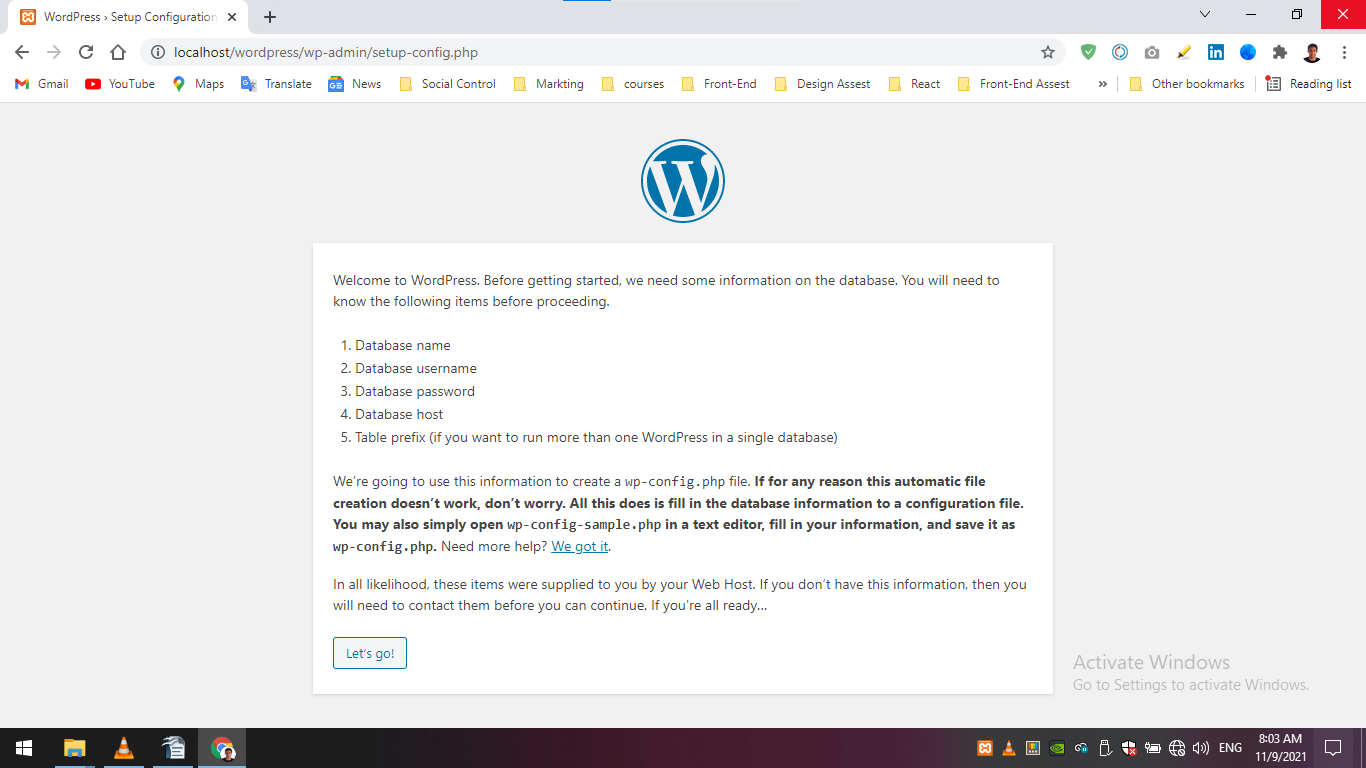 WordPress › Setup Configuration
localhost/wordpress/wp-admin/setup-config.php
Gmail YouTube Maps Translate News Social Control Markting courses Front-End Design Assest React Front-End Assest » Other bookmarks Reading list
Welcome to WordPress. Before getting started, we need some information on the database. You will need to
know the following items before proceeding.
1. Database name
2. Database username
3. Database password
4. Database host
5. Table prefix (if you want to run more than one WordPress in a single database)
We’re going to use this information to create a wp-config.php file. If for any reason this automatic file
creation doesn’t work, don’t worry. All this does is fill in the database information to a configuration file.
You may also simply open wp-config-sample.php in a text editor, fill in your information, and save it as
wp-config.php. Need more help? We got it.
In all likelihood, these items were supplied to you by your Web Host. If you don’t have this information, then you
will need to contact them before you can continue. If you’re all ready…
Let’s go!
Activate Windows
Go to Settings to activate Windows.
ENG
8:03 AM
11/9/2021